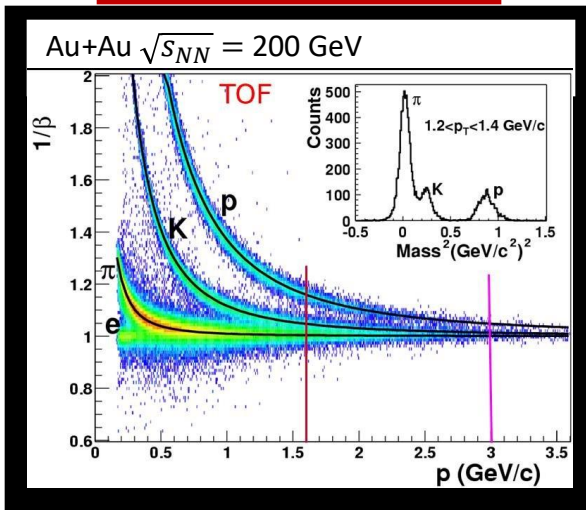 Au+Au √s_NN = 200 GeV
TOF
1/β
2
1.8
1.6
1.4
1.2
1
0.8
0.6
0
0.5
1
1.5
2
2.5
3
3.5
p (GeV/c)
e
π
K
p
Counts
500
400
300
200
100
0
-0.5
0
0.5
1
1.5
Mass²(GeV/c²)²
1.2<p_T<1.4 GeV/c
π
K
p